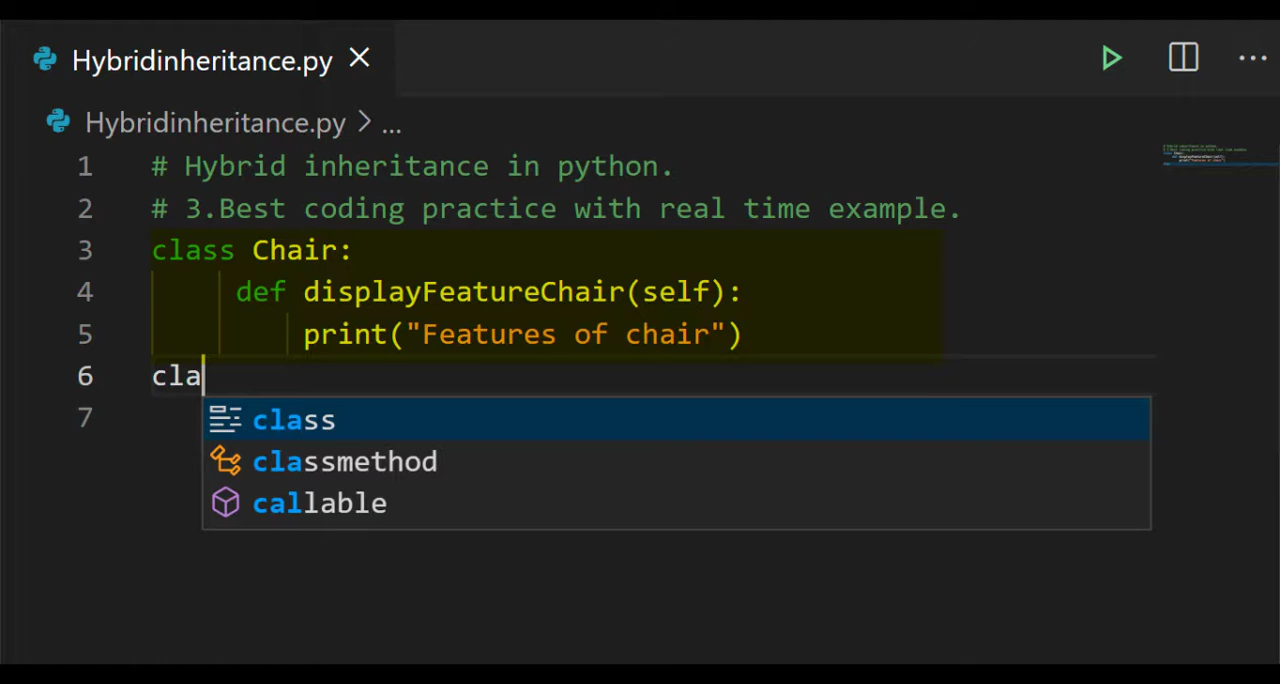 Hybridinheritance.py
Hybridinheritance.py > ...
1 # Hybrid inheritance in python.
2 # 3.Best coding practice with real time example.
3 class Chair:
4 def displayFeatureChair(self):
5 print("Features of chair")
6 cla
7
class
classmethod
callable